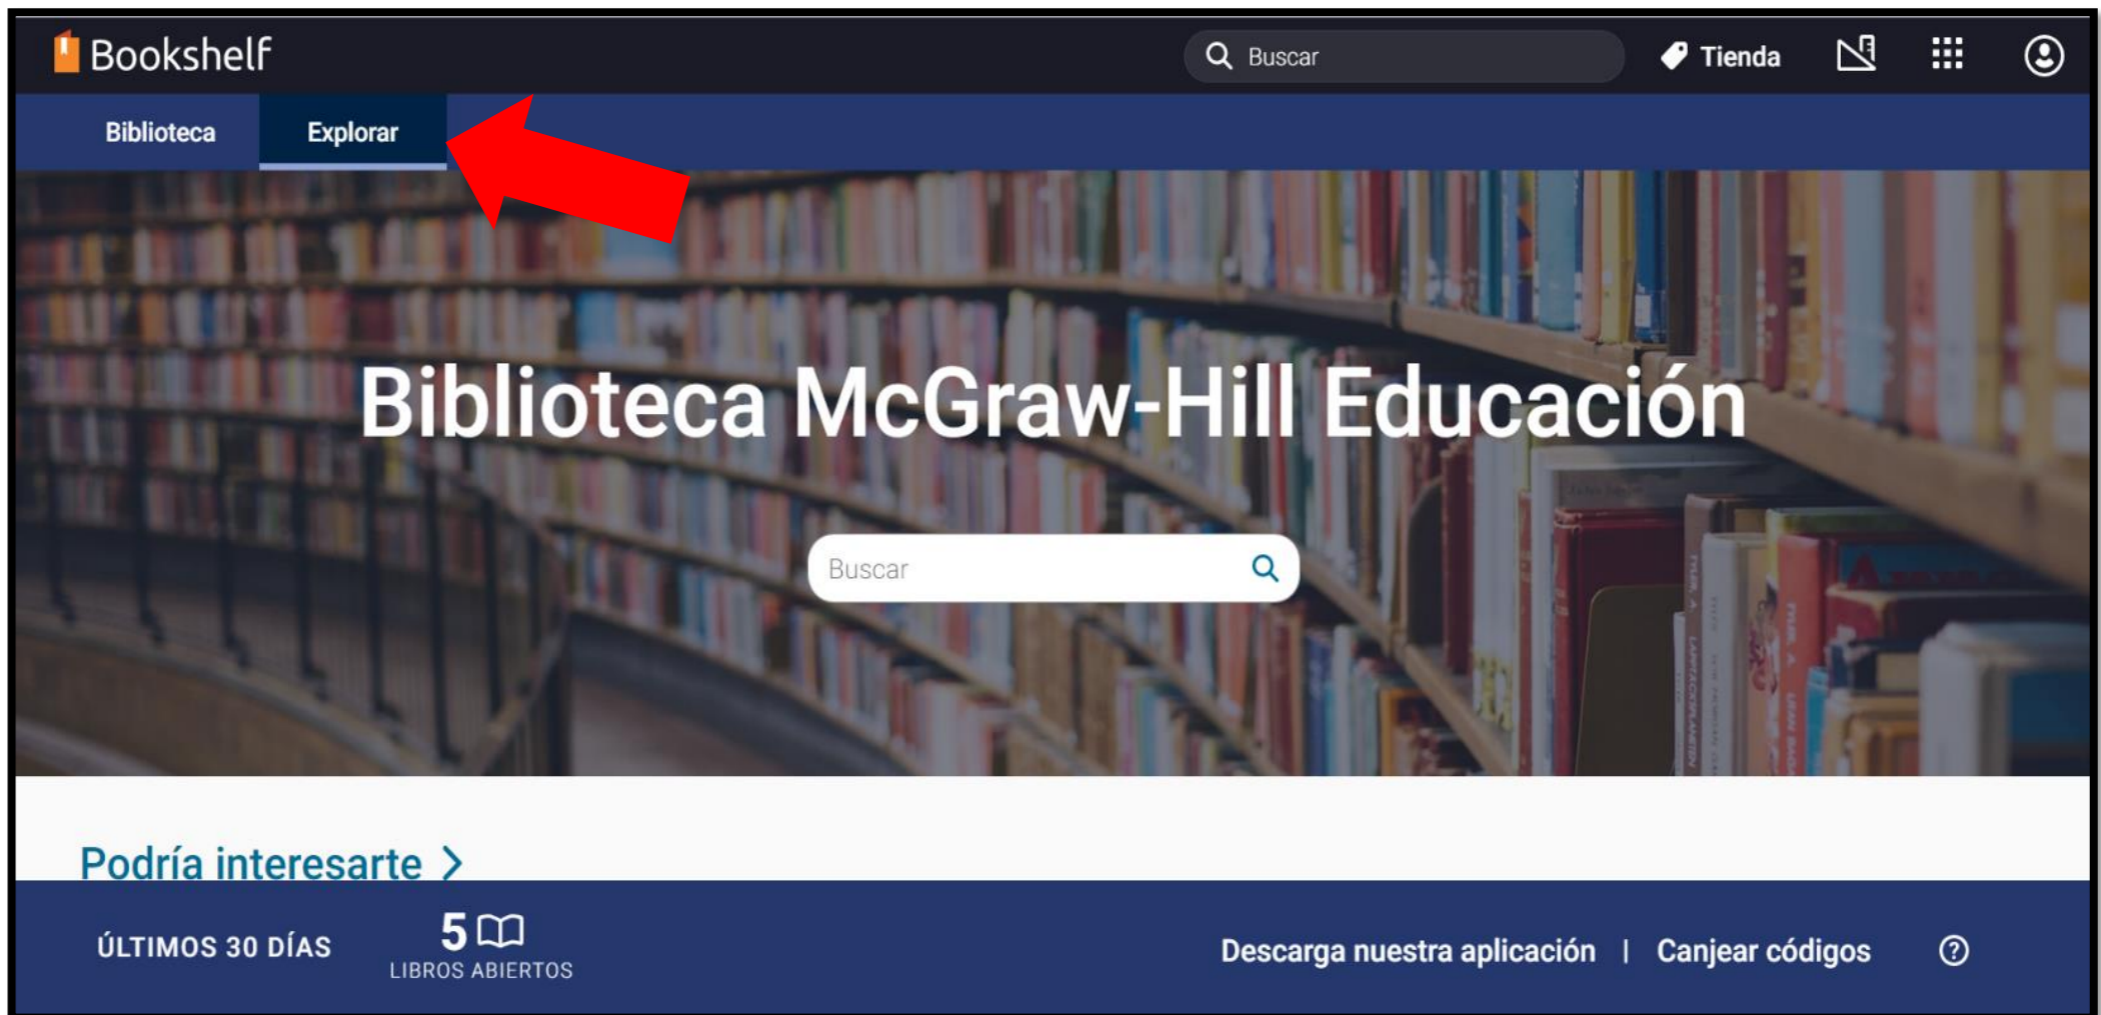 Bookshelf
Buscar
Tienda
Biblioteca
Explorar
Biblioteca McGraw-Hill Educación
Buscar
Podría interesarte
ÚLTIMOS 30 DÍAS
5
LIBROS ABIERTOS
Descarga nuestra aplicación | Canjear códigos